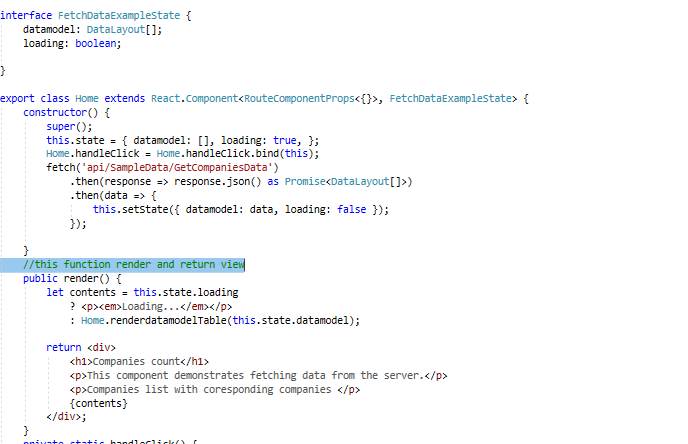 interface FetchDataExampleState {
datamodel: DataLayout[];
loading: boolean;
}
export class Home extends React.Component<RouteComponentProps<{}>, FetchDataExampleState> {
constructor() {
super();
this.state = { datamodel: [], loading: true, };
Home.handleClick = Home.handleClick.bind(this);
fetch('api/SampleData/GetCompaniesData')
.then(response => response.json() as Promise<DataLayout[]>)
.then(data => {
this.setState({ datamodel: data, loading: false });
});
}
//this function render and return view
public render() {
let contents = this.state.loading
? <p><em>Loading...</em></p>
: Home.renderdatamodelTable(this.state.datamodel);
return <div>
<h1>Companies count</h1>
<p>This component demonstrates fetching data from the server.</p>
<p>Companies list with coresponding companies </p>
{contents}
</div>;
}
private static handleClick() {